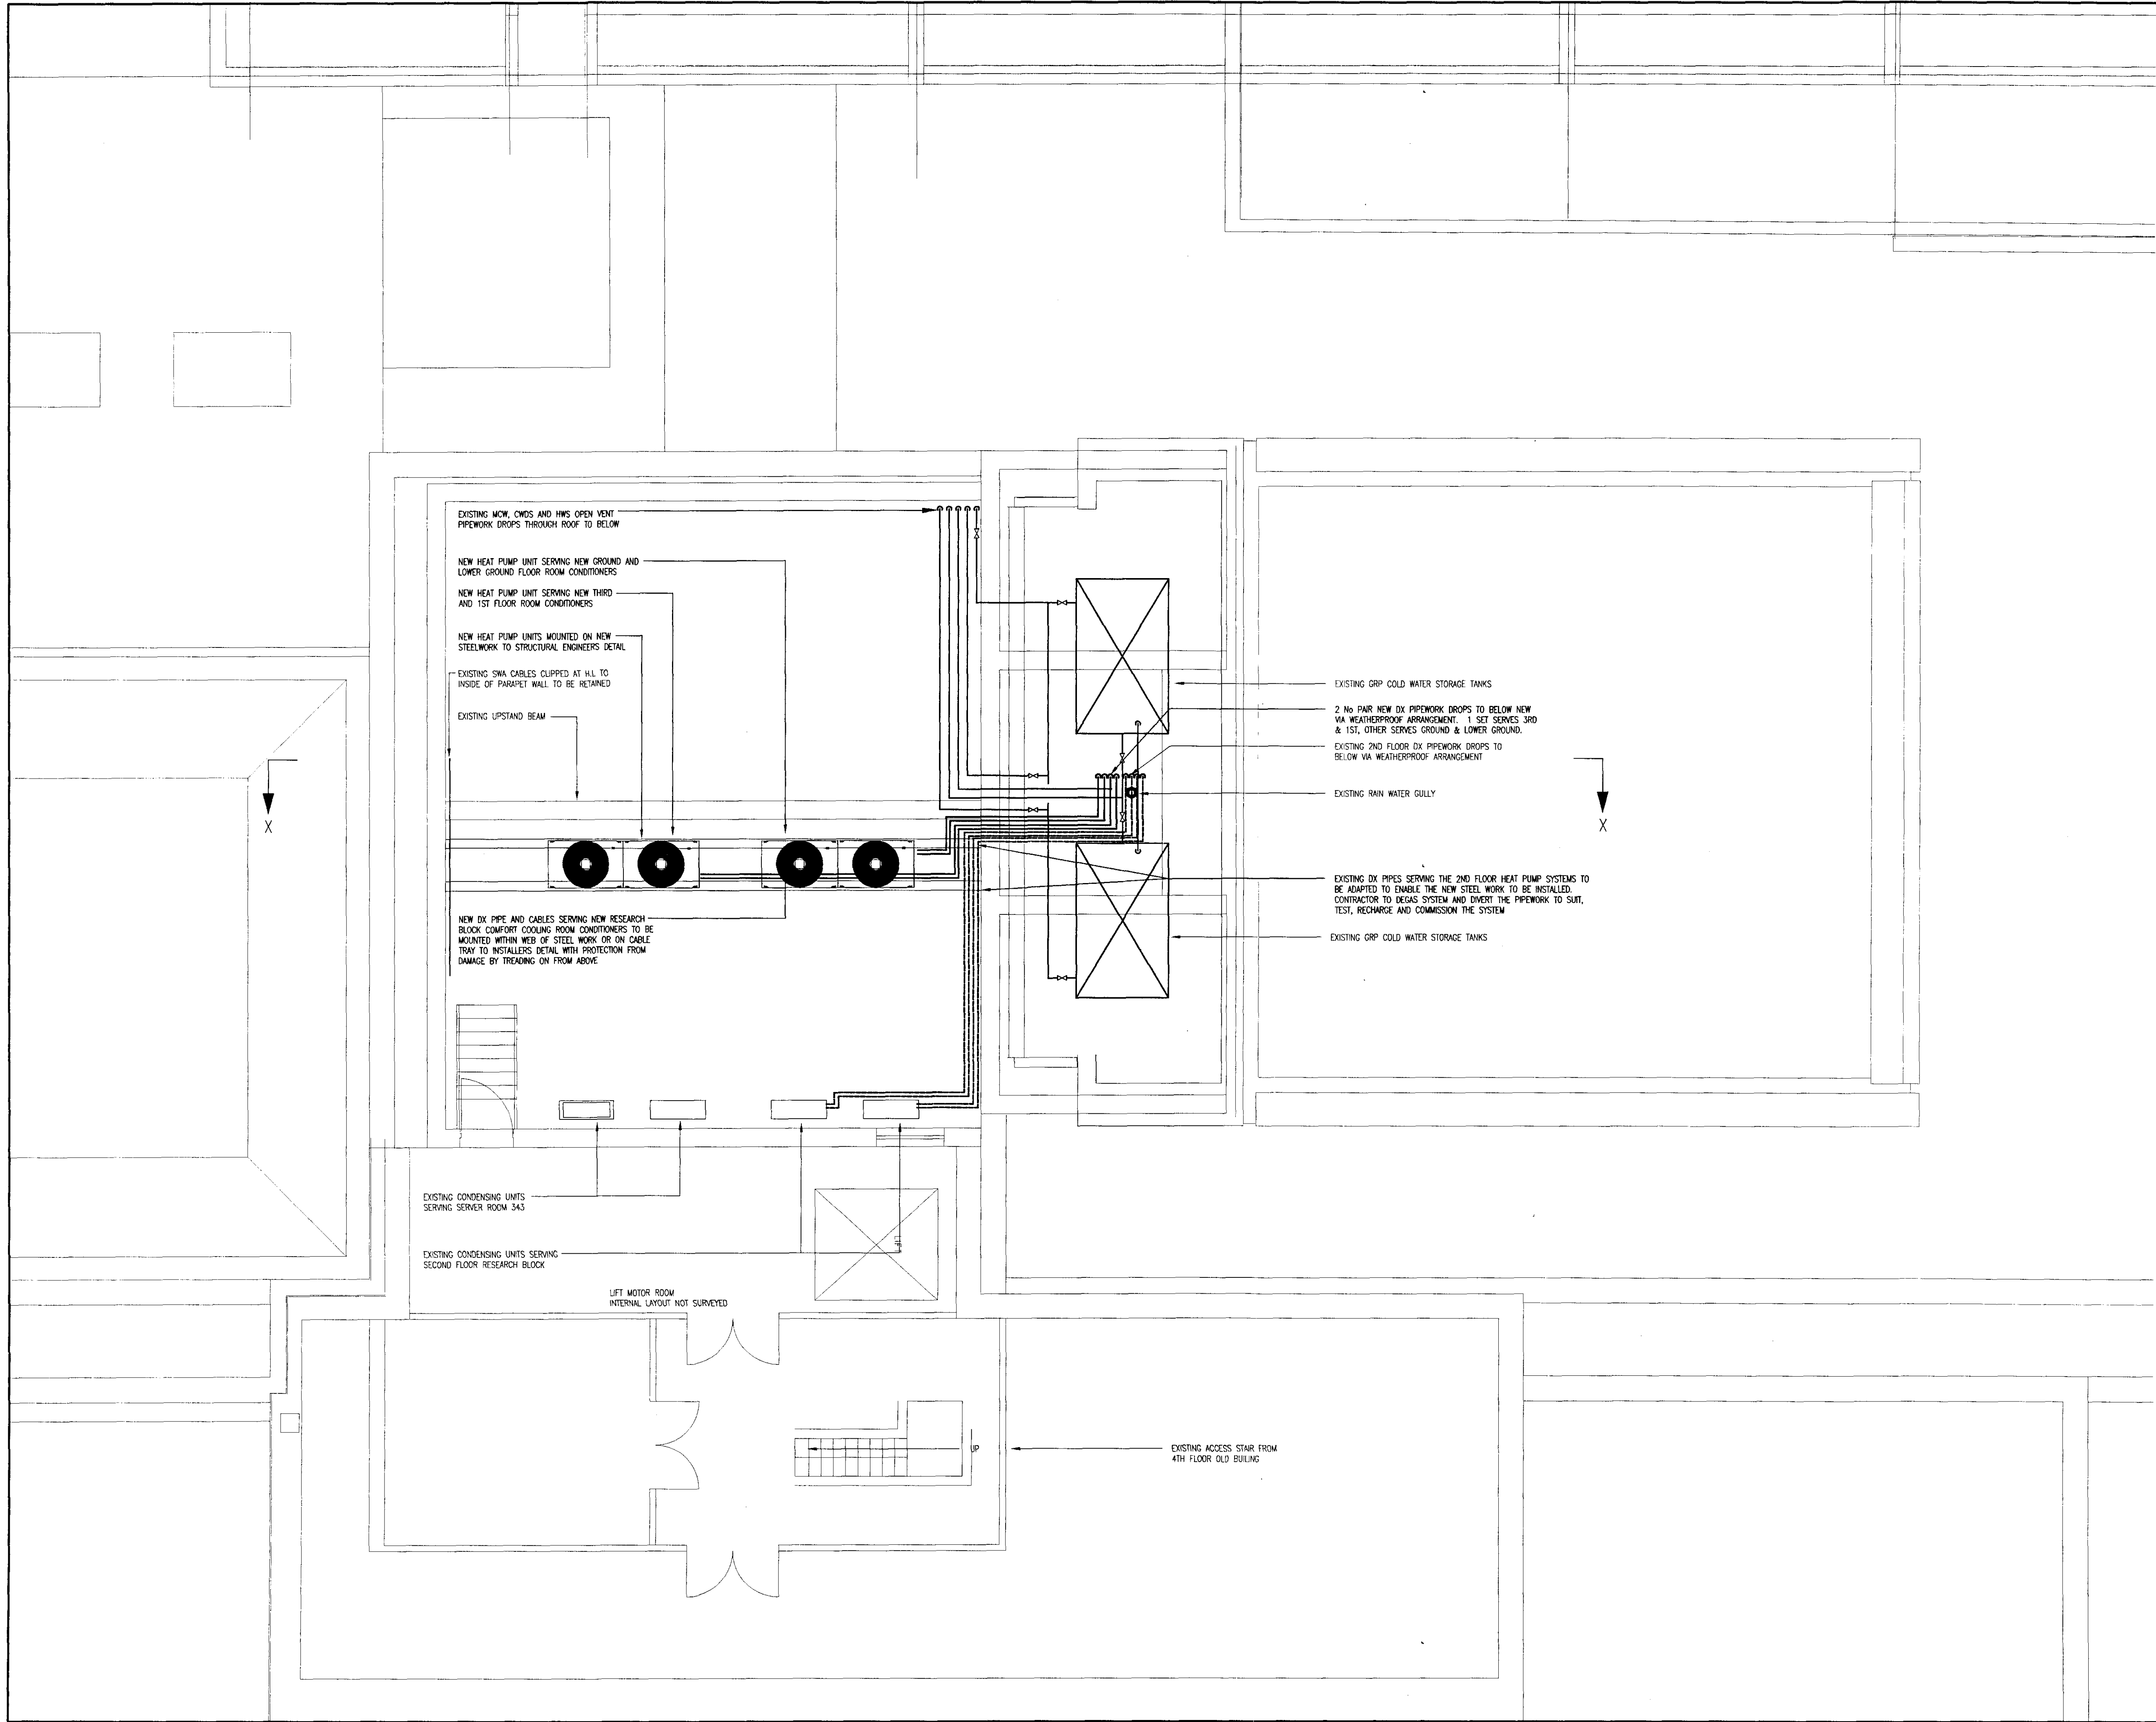 EXISTING MCW, CWDS AND HWS OPEN VENT
PIPEWORK DROPS THROUGH ROOF TO BELOW
NEW HEAT PUMP UNIT SERVING NEW GROUND AND
LOWER GROUND FLOOR ROOM CONDITIONERS
NEW HEAT PUMP UNIT SERVING NEW THIRD
AND 1ST FLOOR ROOM CONDITIONERS
NEW HEAT PUMP UNITS MOUNTED ON NEW
STEELWORK TO STRUCTURAL ENGINEERS DETAIL
EXISTING SWA CABLES CLIPPED AT H.L TO
INSIDE OF PARAPET WALL TO BE RETAINED
EXISTING UPSTAND BEAM
X
NEW DX PIPE AND CABLES SERVING NEW RESEARCH
BLOCK COMFORT COOLING ROOM CONDITIONERS TO BE
MOUNTED WITHIN WEB OF STEEL WORK OR ON CABLE
TRAY TO INSTALLERS DETAIL WITH PROTECTION FROM
DAMAGE BY TREADING ON FROM ABOVE
EXISTING GRP COLD WATER STORAGE TANKS
2 No PAIR NEW DX PIPEWORK DROPS TO BELOW NEW
VIA WEATHERPROOF ARRANGEMENT. 1 SET SERVES 3RD
& 1ST, OTHER SERVES GROUND & LOWER GROUND.
EXISTING 2ND FLOOR DX PIPEWORK DROPS TO
BELOW VIA WEATHERPROOF ARRANGEMENT
EXISTING RAIN WATER GULLY
X
EXISTING DX PIPES SERVING THE 2ND FLOOR HEAT PUMP SYSTEMS TO
BE ADAPTED TO ENABLE THE NEW STEEL WORK TO BE INSTALLED.
CONTRACTOR TO DEGAS SYSTEM AND DIVERT THE PIPEWORK TO SUIT,
TEST, RECHARGE AND COMMISSION THE SYSTEM
EXISTING GRP COLD WATER STORAGE TANKS
EXISTING CONDENSING UNITS
SERVING SERVER ROOM 343
EXISTING CONDENSING UNITS SERVING
SECOND FLOOR RESEARCH BLOCK
LIFT MOTOR ROOM
INTERNAL LAYOUT NOT SURVEYED
UP
EXISTING ACCESS STAIR FROM
4TH FLOOR OLD BUILING